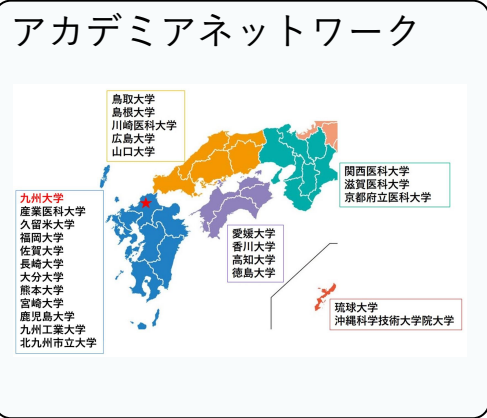 アカデミアネットワーク
鳥取大学
島根大学
川崎医科大学
広島大学
山口大学
関西医科大学
滋賀医科大学
京都府立医科大学
九州大学
産業医科大学
久留米大学
福岡大学
佐賀大学
長崎大学
大分大学
熊本大学
宮崎大学
鹿児島大学
九州工業大学
北九州市立大学
愛媛大学
香川大学
高知大学
徳島大学
琉球大学
沖縄科学技術大学院大学